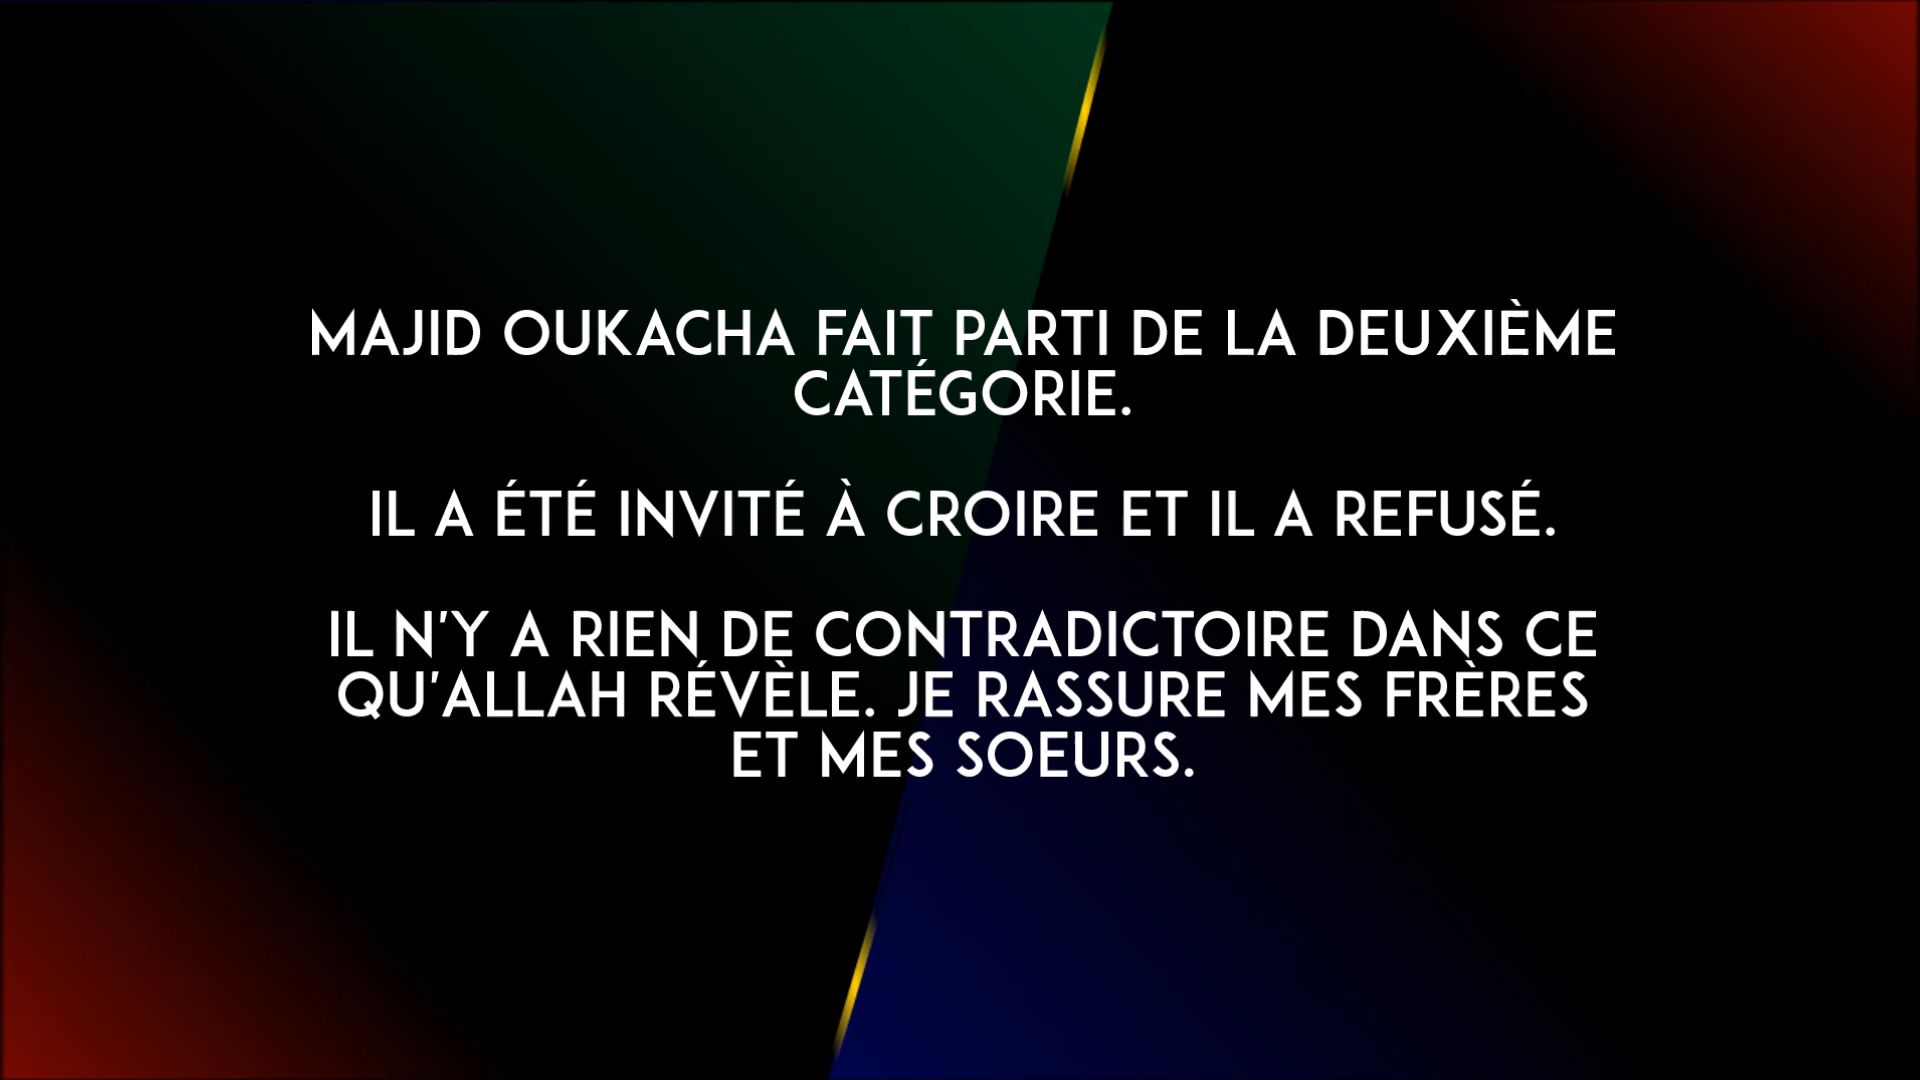 MAJID OUKACHA FAIT PARTI DE LA DEUXIÈME
CATÉGORIE.
IL A ÉTÉ INVITÉ À CROIRE ET IL A REFUSÉ.
IL N'Y A RIEN DE CONTRADICTOIRE DANS CE
QU'ALLAH RÉVÈLE. JE RASSURE MES FRÈRES
ET MES SOEURS.